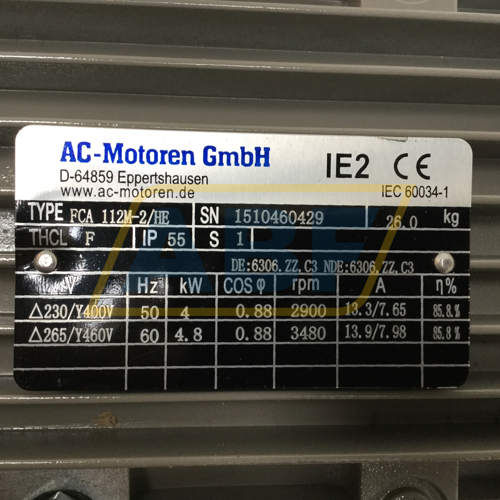 AC-Motoren GmbH
D-64859 Eppertshausen
www.ac-motoren.de
IE2 CE
IEC 60034-1
TYPE FCA 112M-2/HE SN 1510460429 26.0 kg
THCL F IP 55 S 1
DE:6306.ZZ.C3 NDE:6306.ZZ.C3
V Hz kW COS φ rpm A η%
△230/Y400V 50 4 0.88 2900 13.3/7.65 85.8%
△265/Y460V 60 4.8 0.88 3480 13.9/7.98 85.8%
ABF